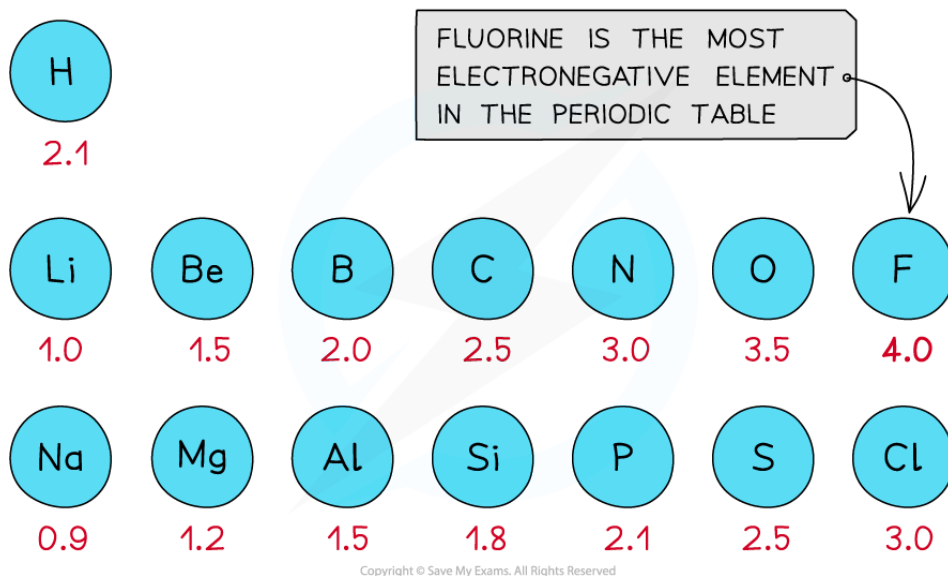 FLUORINE IS THE MOST
ELECTRONEGATIVE ELEMENT
IN THE PERIODIC TABLE
H
2.1
Li Be B C N O F
1.0 1.5 2.0 2.5 3.0 3.5 4.0
Na Mg Al Si P S Cl
0.9 1.2 1.5 1.8 2.1 2.5 3.0
Copyright © Save My Exams. All Rights Reserved